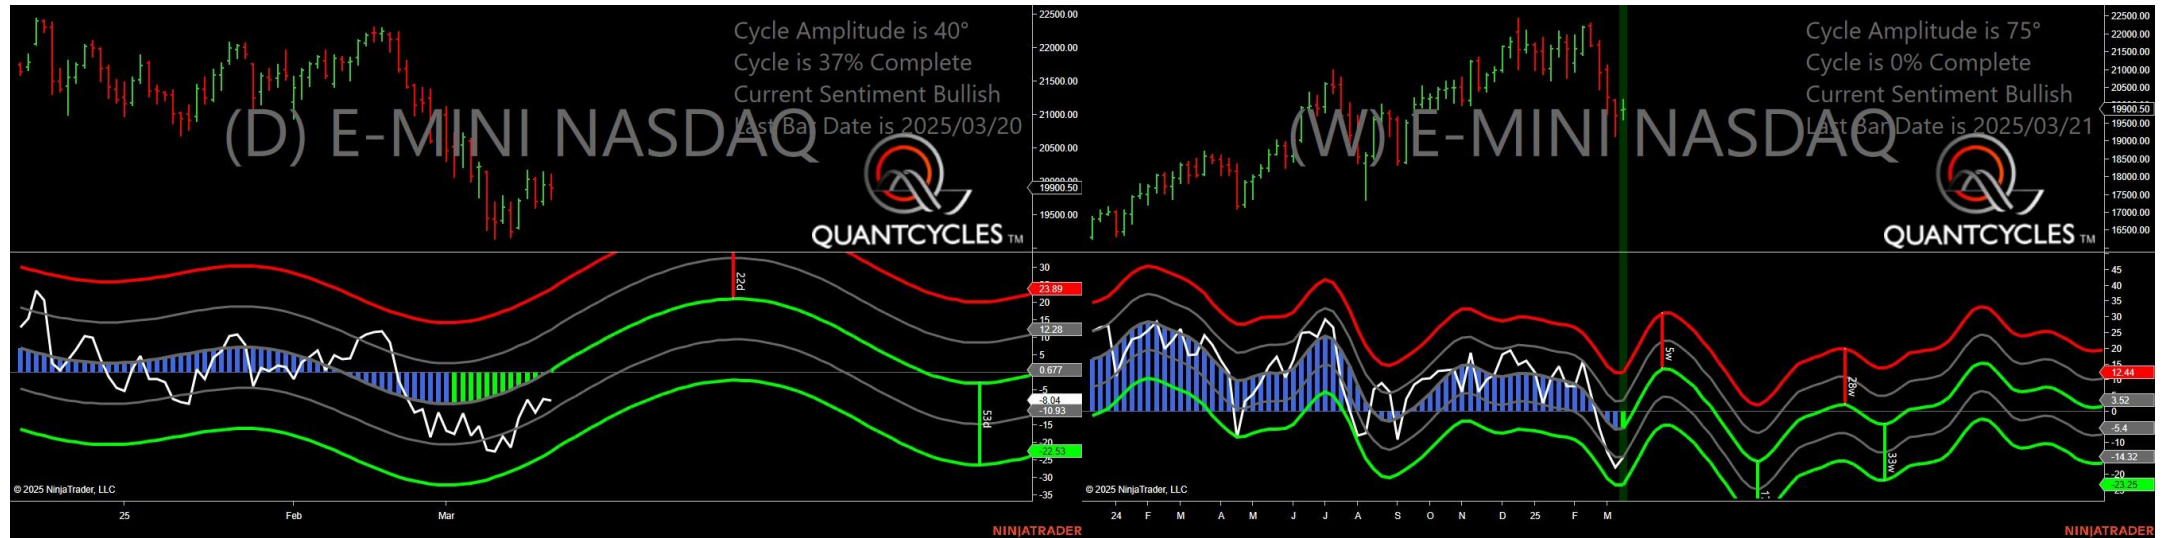 Cycle Amplitude is 40°
Cycle is 37% Complete
Current Sentiment Bullish
Last Bar Date is 2025/03/20
(D) E-MINI NASDAQ
QUANTCYCLES TM
22500.00
22000.00
21500.00
21000.00
20500.00
20000.00
19900.50
19500.00
22d
53d
30
23.89
20
12.28
10
5
0.677
-5
-8.04
-10.93
-15
-20
-22.53
-25
-30
-35
© 2025 NinjaTrader, LLC
25
Feb
Mar
NINJATRADER
Cycle Amplitude is 75°
Cycle is 0% Complete
Current Sentiment Bullish
Last Bar Date is 2025/03/21
(W) E-MINI NASDAQ
QUANTCYCLES TM
22500.00
22000.00
21500.00
21000.00
20500.00
19900.50
19500.00
19000.00
18500.00
18000.00
17500.00
17000.00
16500.00
5w
28w
33w
45
40
35
30
25
20
15
12.44
10
3.52
0
-5.4
-10
-14.32
-20
-23.25
© 2025 NinjaTrader, LLC
24 F M A M J J A S O N D 25 F M
NINJATRADER